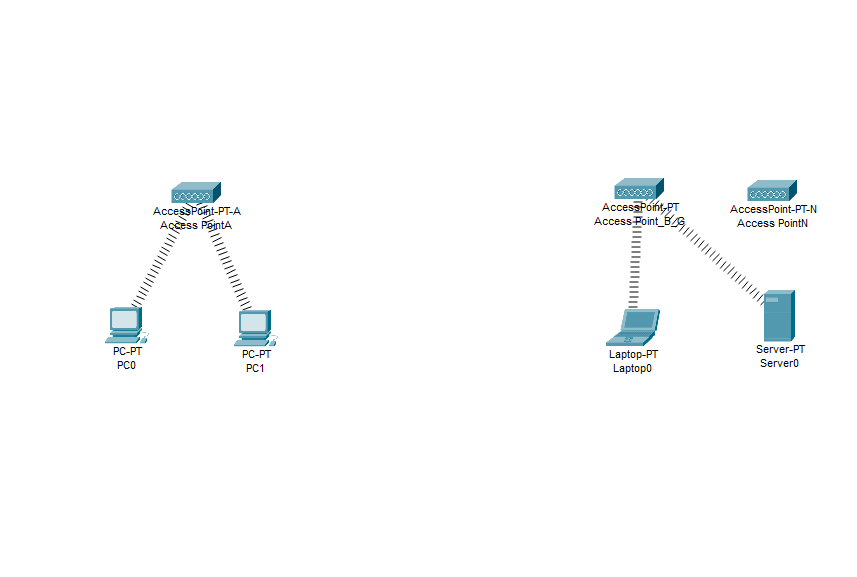 AccessPoint-PT-A
Access PointA
AccessPoint-PT
Access Point_B_G
AccessPoint-PT-N
Access PointN
PC-PT
PC0
PC-PT
PC1
Laptop-PT
Laptop0
Server-PT
Server0